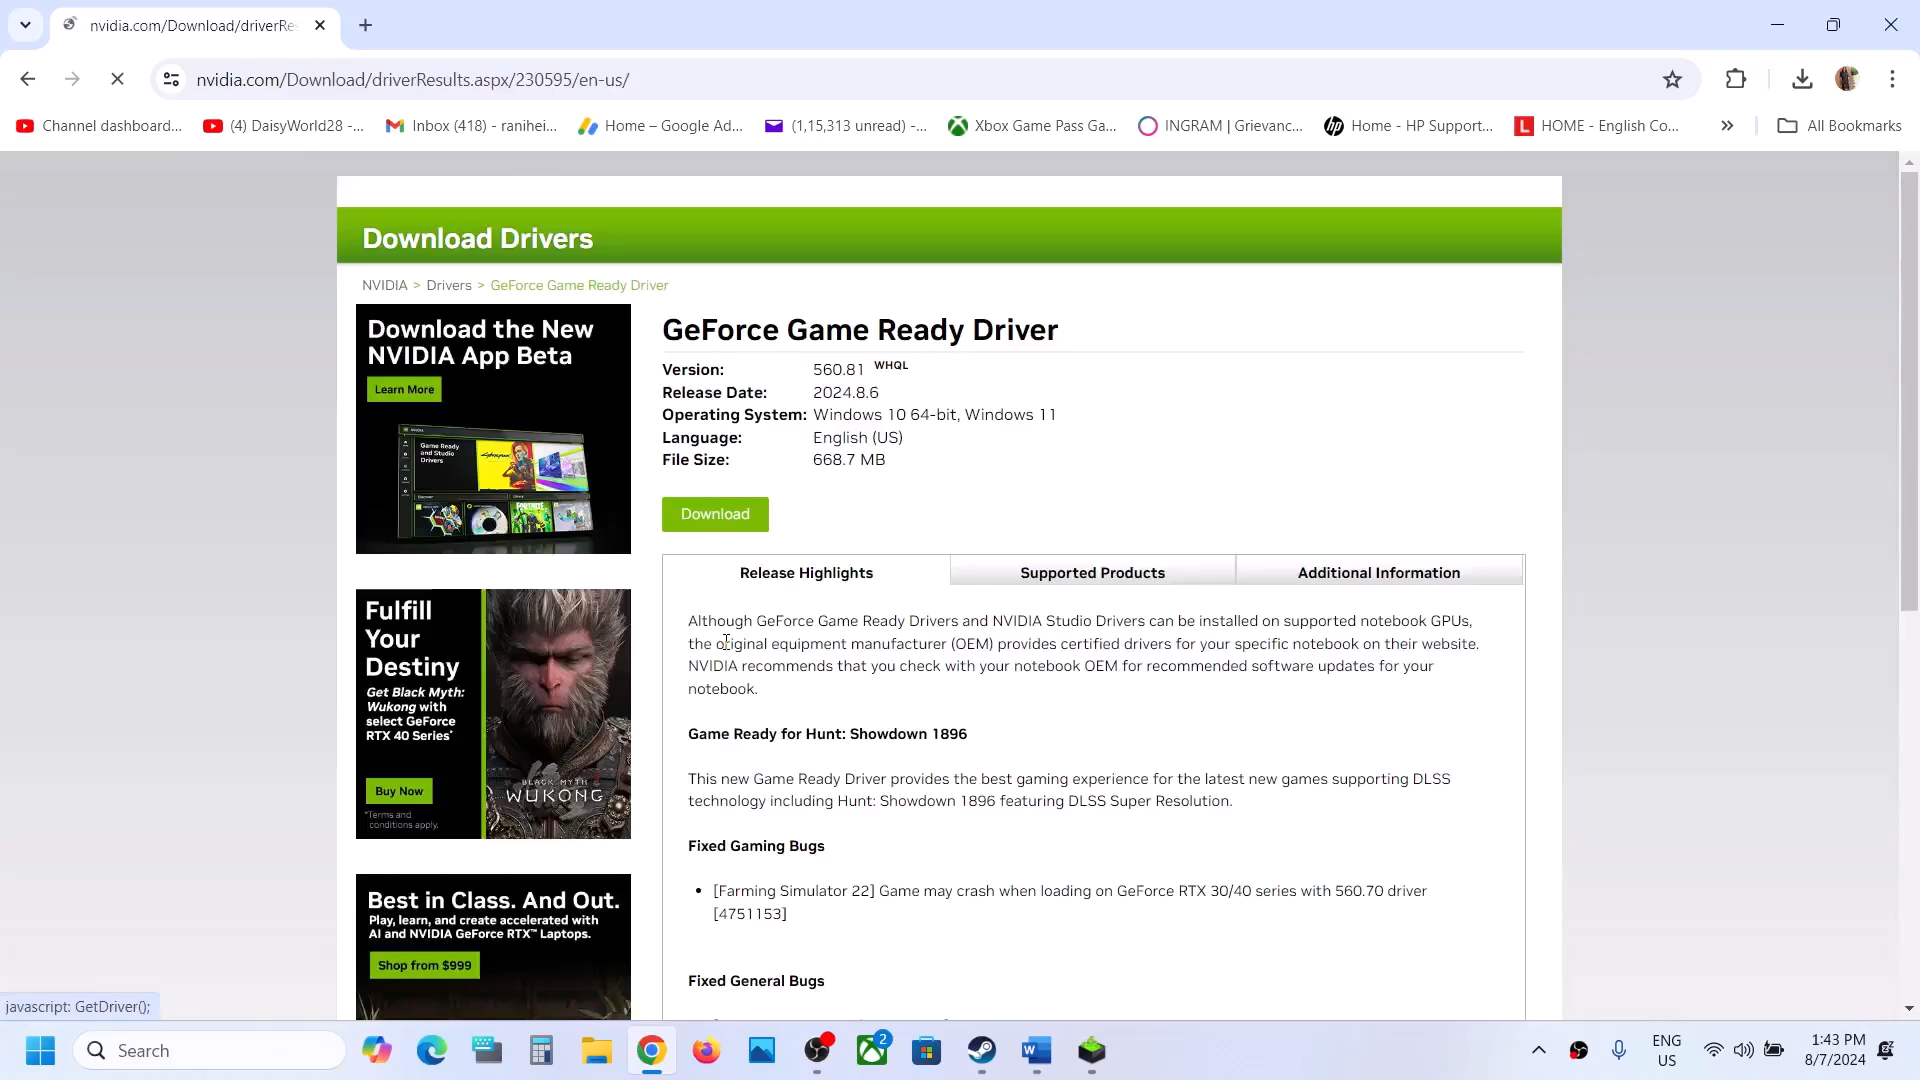 nvidia.com/Download/driverRe
nvidia.com/Download/driverResults.aspx/230595/en-us/
Channel dashboard...
(4) DaisyWorld28 -...
Inbox (418) - ranihei...
Home – Google Ad...
(1,15,313 unread) -...
Xbox Game Pass Ga...
INGRAM | Grievanc...
Home - HP Support...
HOME - English Co...
All Bookmarks
Download Drivers
NVIDIA > Drivers > GeForce Game Ready Driver
Download the New
NVIDIA App Beta
Learn More
Game Ready
and Studio
Drivers
GeForce Game Ready Driver
Version: 560.81 WHQL
Release Date: 2024.8.6
Operating System: Windows 10 64-bit, Windows 11
Language: English (US)
File Size: 668.7 MB
Download
Release Highlights
Supported Products
Additional Information
Although GeForce Game Ready Drivers and NVIDIA Studio Drivers can be installed on supported notebook GPUs,
the original equipment manufacturer (OEM) provides certified drivers for your specific notebook on their website.
NVIDIA recommends that you check with your notebook OEM for recommended software updates for your
notebook.
Game Ready for Hunt: Showdown 1896
This new Game Ready Driver provides the best gaming experience for the latest new games supporting DLSS
technology including Hunt: Showdown 1896 featuring DLSS Super Resolution.
Fixed Gaming Bugs
• [Farming Simulator 22] Game may crash when loading on GeForce RTX 30/40 series with 560.70 driver
[4751153]
Fixed General Bugs
Fulfill
Your
Destiny
Get Black Myth:
Wukong with
select GeForce
RTX 40 Series*
Buy Now
*Terms and
conditions apply.
BLACK MYTH
WUKONG
Best in Class. And Out.
Play, learn, and create accelerated with
AI and NVIDIA GeForce RTX™ Laptops.
Shop from $999
javascript: GetDriver();
Search
2
ENG
US
1:43 PM
8/7/2024